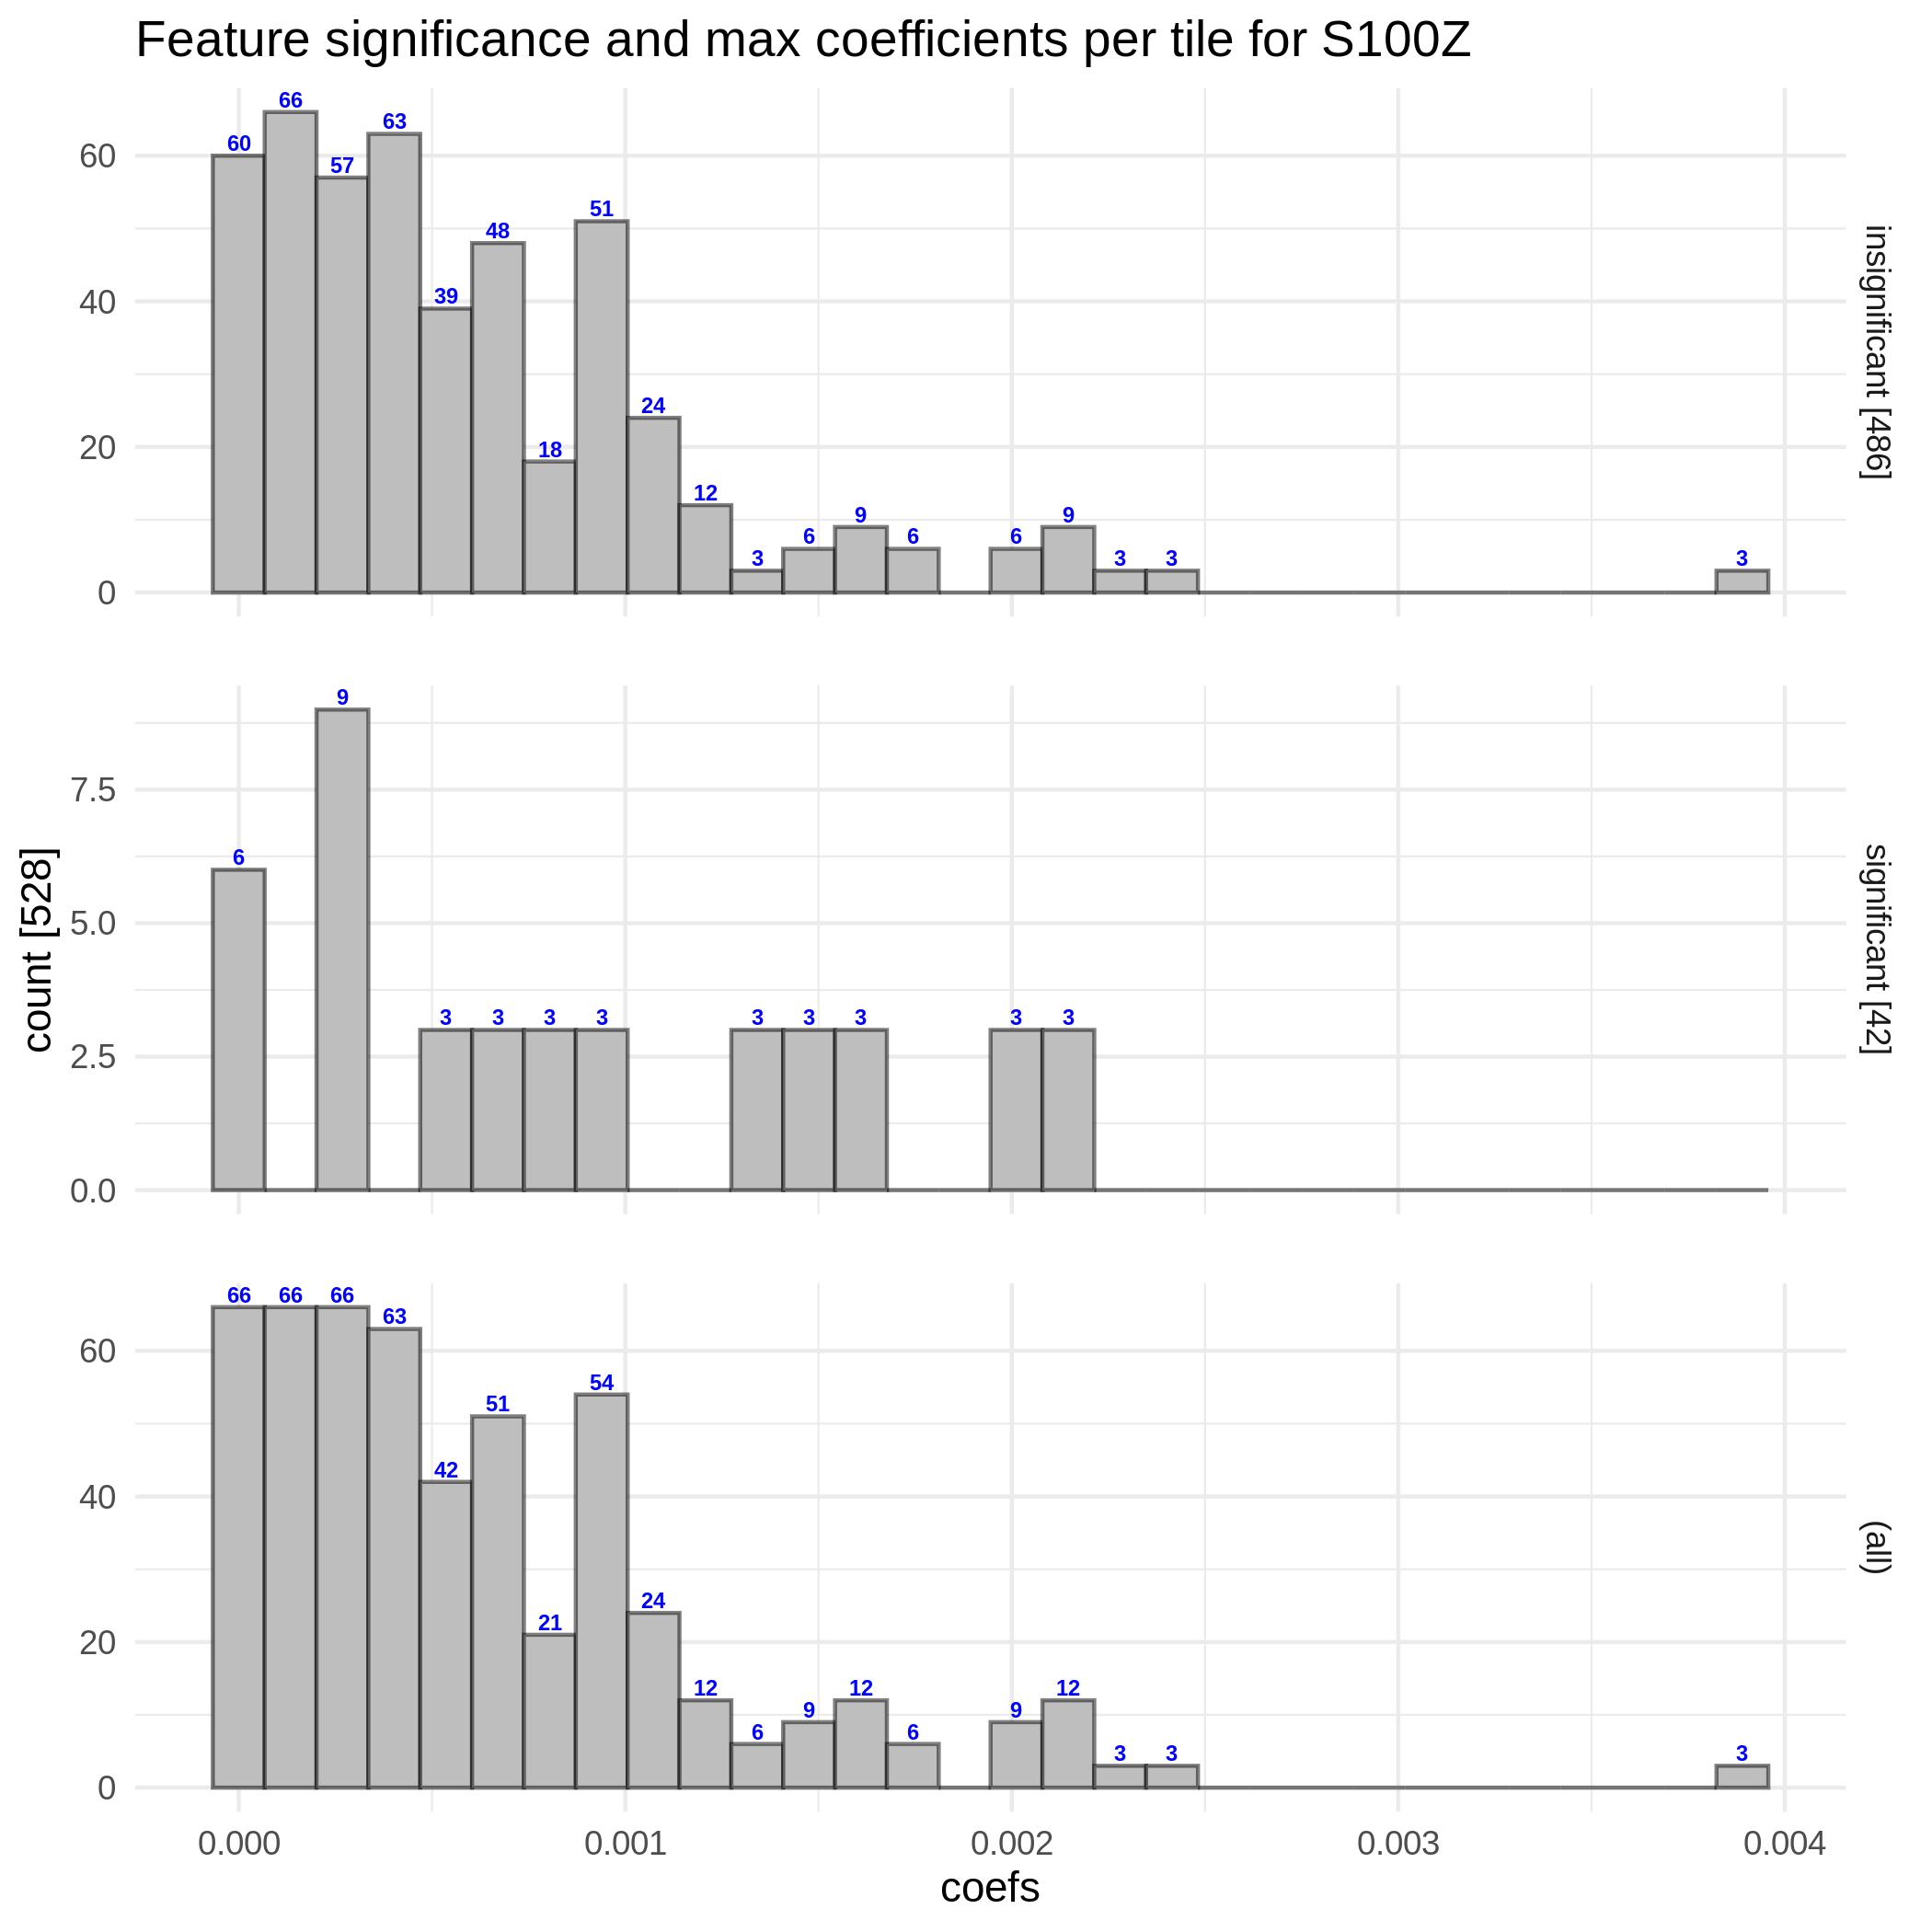 Feature significance and max coefficients per tile for S100Z
60 66 57 63 39 48 18 51 24 12 3 6 9 6 6 9 3 3 3
60
40
20
0
insignificant [486]
6 9 3 3 3 3 3 3 3 3 3
7.5
5.0
2.5
0.0
significant [42]
count [528]
66 66 66 63 42 51 21 54 24 12 6 9 12 6 9 12 3 3 3
60
40
20
0
(all)
0.000 0.001 0.002 0.003 0.004
coefs